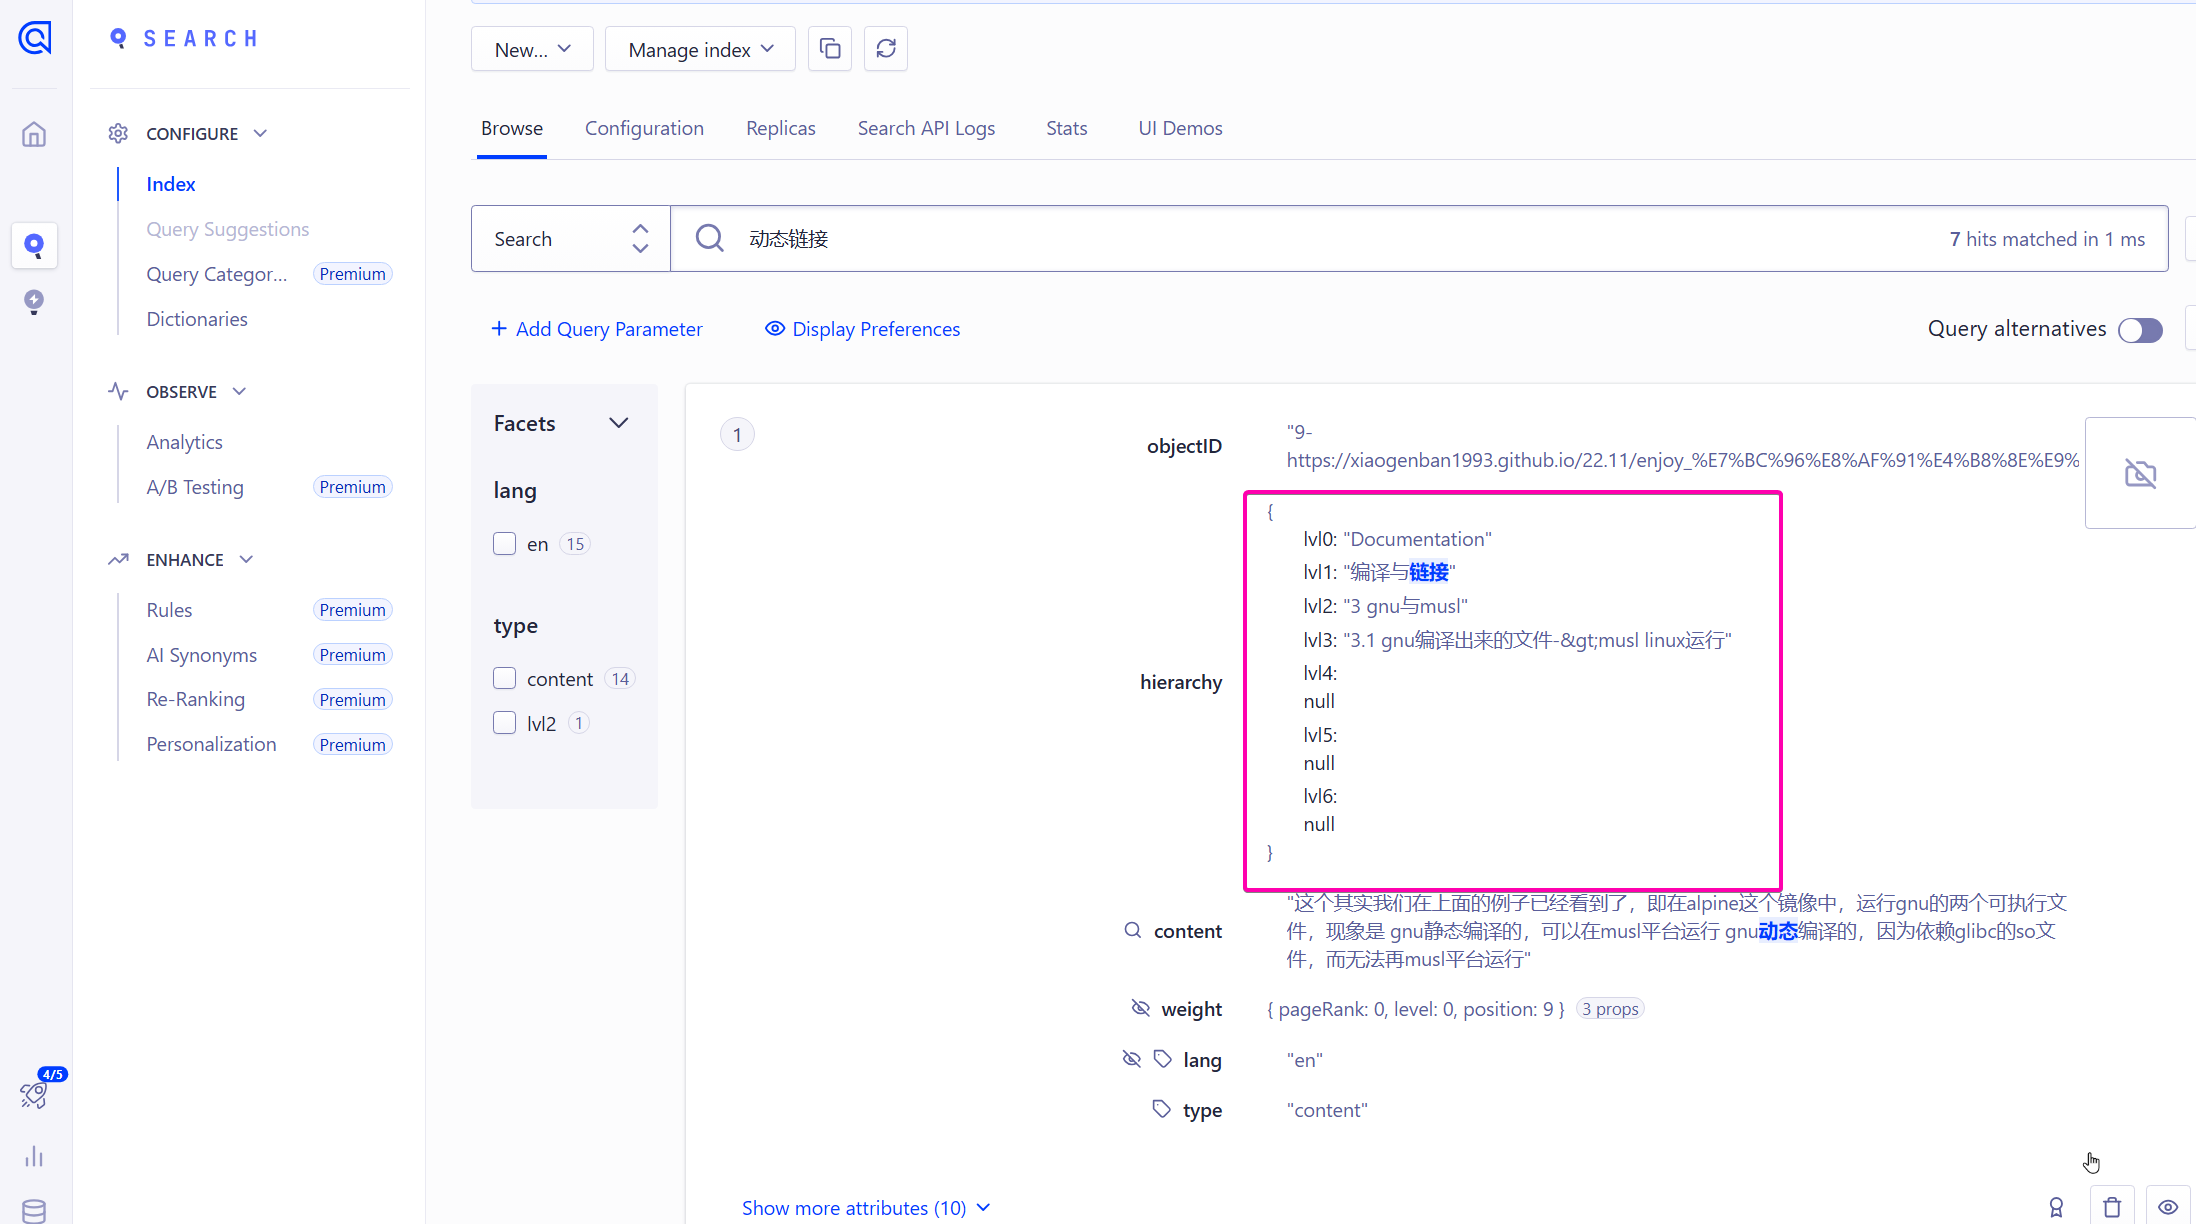 SEARCH
CONFIGURE
Index
Query Suggestions
Query Categor... Premium
Dictionaries
OBSERVE
Analytics
A/B Testing Premium
ENHANCE
Rules Premium
AI Synonyms Premium
Re-Ranking Premium
Personalization Premium
4/5
New... Manage index
Browse Configuration Replicas Search API Logs Stats UI Demos
Search 动态链接 7 hits matched in 1 ms
+ Add Query Parameter Display Preferences Query alternatives
Facets
lang
en 15
type
content 14
lvl2 1
1
objectID "9-
https://xiaogenban1993.github.io/22.11/enjoy_%E7%BC%96%E8%AF%91%E4%B8%8E%E9%
hierarchy {
lvl0: "Documentation"
lvl1: "编译与链接"
lvl2: "3 gnu与musl"
lvl3: "3.1 gnu编译出来的文件-&gt;musl linux运行"
lvl4:
null
lvl5:
null
lvl6:
null
}
content "这个其实我们在上面的例子已经看到了，即在alpine这个镜像中，运行gnu的两个可执行文
件，现象是 gnu静态编译的，可以在musl平台运行 gnu动态编译的，因为依赖glibc的so文
件，而无法再musl平台运行"
weight { pageRank: 0, level: 0, position: 9 } 3 props
lang "en"
type "content"
Show more attributes (10)